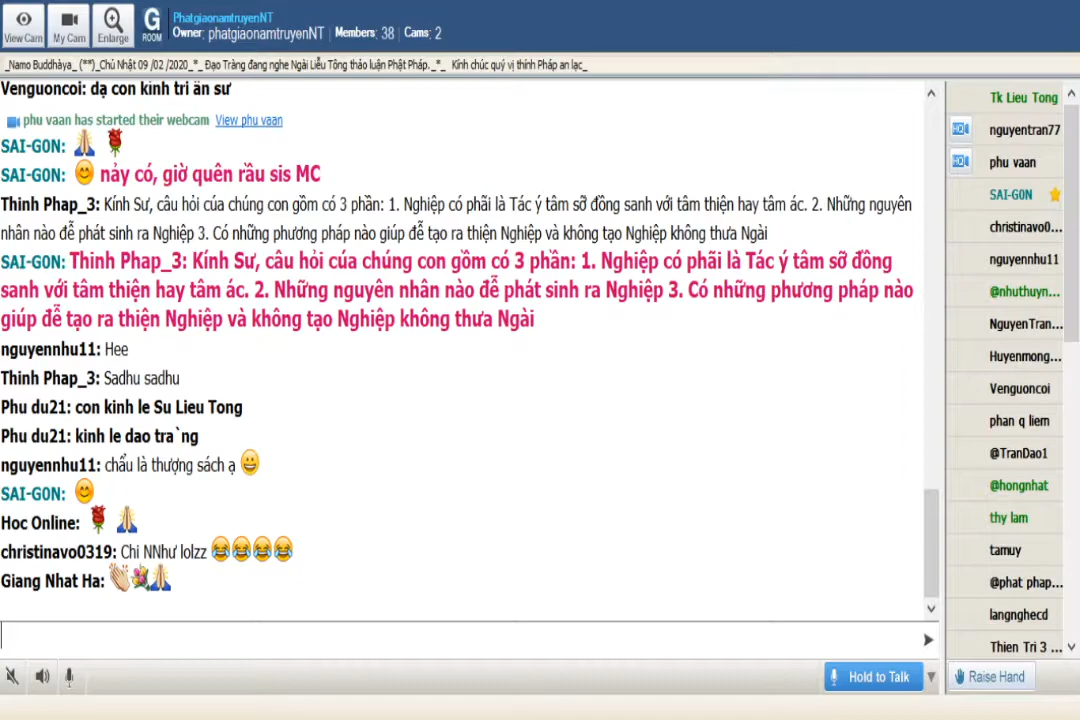 PhatgiaonamtruyenNT
Owner: phatgiaonamtruyenNT | Members: 38 | Cams: 2
View Cam My Cam Enlarge G ROOM
_Namo Buddhàya_ (**)_Chủ Nhật 09 /02 /2020_*_ Đạo Tràng đang nghe Ngài Liễu Tông thảo luận Phật Pháp._*_ Kính chúc quý vị thính Pháp an lạc_
Venguoncoi: dạ con kính tri ân sư
phu vaan has started their webcam View phu vaan
SAI-GON:
SAI-GON: nảy có, giờ quên rầu sis MC
Thinh Phap_3: Kính Sư, câu hỏi của chúng con gồm có 3 phần: 1. Nghiệp có phãi là Tác ý tâm sỡ đồng sanh với tâm thiện hay tâm ác. 2. Những nguyên
nhân nào đễ phát sinh ra Nghiệp 3. Có những phương pháp nào giúp đễ tạo ra thiện Nghiệp và không tạo Nghiệp không thưa Ngài
SAI-GON: Thinh Phap_3: Kính Sư, câu hỏi của chúng con gồm có 3 phần: 1. Nghiệp có phãi là Tác ý tâm sỡ đồng
sanh với tâm thiện hay tâm ác. 2. Những nguyên nhân nào đễ phát sinh ra Nghiệp 3. Có những phương pháp nào
giúp đễ tạo ra thiện Nghiệp và không tạo Nghiệp không thưa Ngài
nguyennhu11: Hee
Thinh Phap_3: Sadhu sadhu
Phu du21: con kinh le Su Lieu Tong
Phu du21: kinh le dao tra`ng
nguyennhu11: chẩu là thượng sách ạ
SAI-GON:
Hoc Online:
christinavo0319: Chi NNhư lolzz
Giang Nhat Ha:
Tk Lieu Tong
HD nguyentran77
HD phu vaan
SAI-GON
christinavo0...
nguyennhu11
@nhuthuyn...
NguyenTran...
Huyenmong...
Venguoncoi
phan q liem
@TranDao1
@hongnhat
thy lam
tamuy
@phat phap...
langnghecd
Thien Tri 3 ...
Hold to Talk
Raise Hand